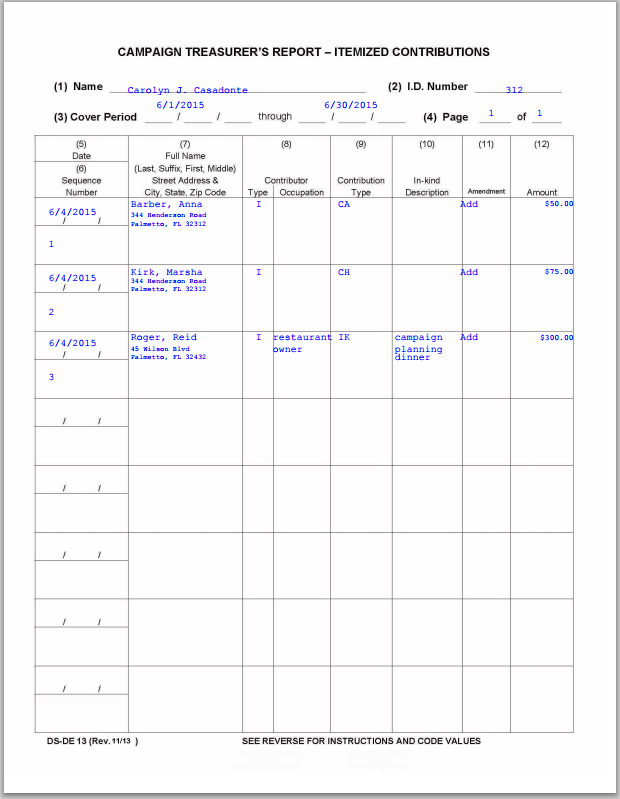 CAMPAIGN TREASURER'S REPORT – ITEMIZED CONTRIBUTIONS
(1) Name Carolyn J. Casadonte (2) I.D. Number 312
(3) Cover Period 6/1/2015 / / through 6/30/2015 / / (4) Page 1 of 1
(5) Date
(6) Sequence Number
(7) Full Name
(Last, Suffix, First, Middle)
Street Address &
City, State, Zip Code
(8)
Contributor
Type Occupation
(9)
Contribution
Type
(10)
In-kind
Description
(11)
Amendment
(12)
Amount
6/4/2015
/ /
1
Barber, Anna
344 Henderson Road
Palmetto, FL 32312
I
CA
Add
$50.00
6/4/2015
/ /
2
Kirk, Marsha
344 Henderson Road
Palmetto, FL 32312
I
CH
Add
$75.00
6/4/2015
/ /
3
Roger, Reid
45 Wilson Blvd
Palmetto, FL 32432
I
restaurant
owner
IK
campaign
planning
dinner
Add
$300.00
/ /
/ /
/ /
/ /
/ /
DS-DE 13 (Rev. 11/13 ) SEE REVERSE FOR INSTRUCTIONS AND CODE VALUES